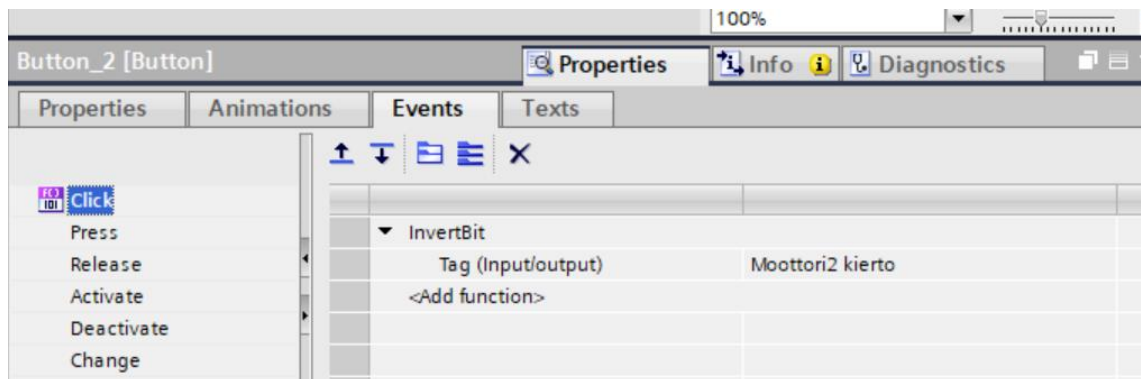 100%
Button_2 [Button]
Properties
Info
Diagnostics
Properties
Animations
Events
Texts
Click
Press
Release
Activate
Deactivate
Change
InvertBit
Tag (Input/output)
Moottori2 kierto
<Add function>